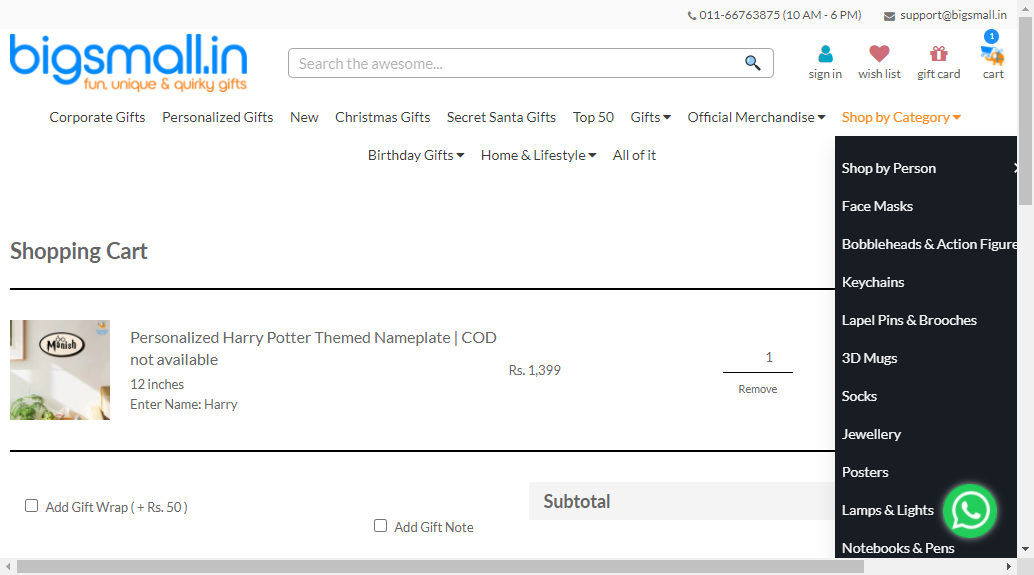 011-66763875 (10 AM - 6 PM) support@bigsmall.in
bigsmall.in
fun, unique & quirky gifts
Search the awesome...
1
sign in wish list gift card cart
Corporate Gifts Personalized Gifts New Christmas Gifts Secret Santa Gifts Top 50 Gifts Official Merchandise Shop by Category
Birthday Gifts Home & Lifestyle All of it
Shop by Person
Face Masks
Bobbleheads & Action Figure
Keychains
Lapel Pins & Brooches
3D Mugs
Socks
Jewellery
Posters
Lamps & Lights
Notebooks & Pens
Shopping Cart
Manish
Personalized Harry Potter Themed Nameplate | COD
not available
12 inches
Enter Name: Harry
Rs. 1,399
1
Remove
Add Gift Wrap ( + Rs. 50 )
Add Gift Note
Subtotal